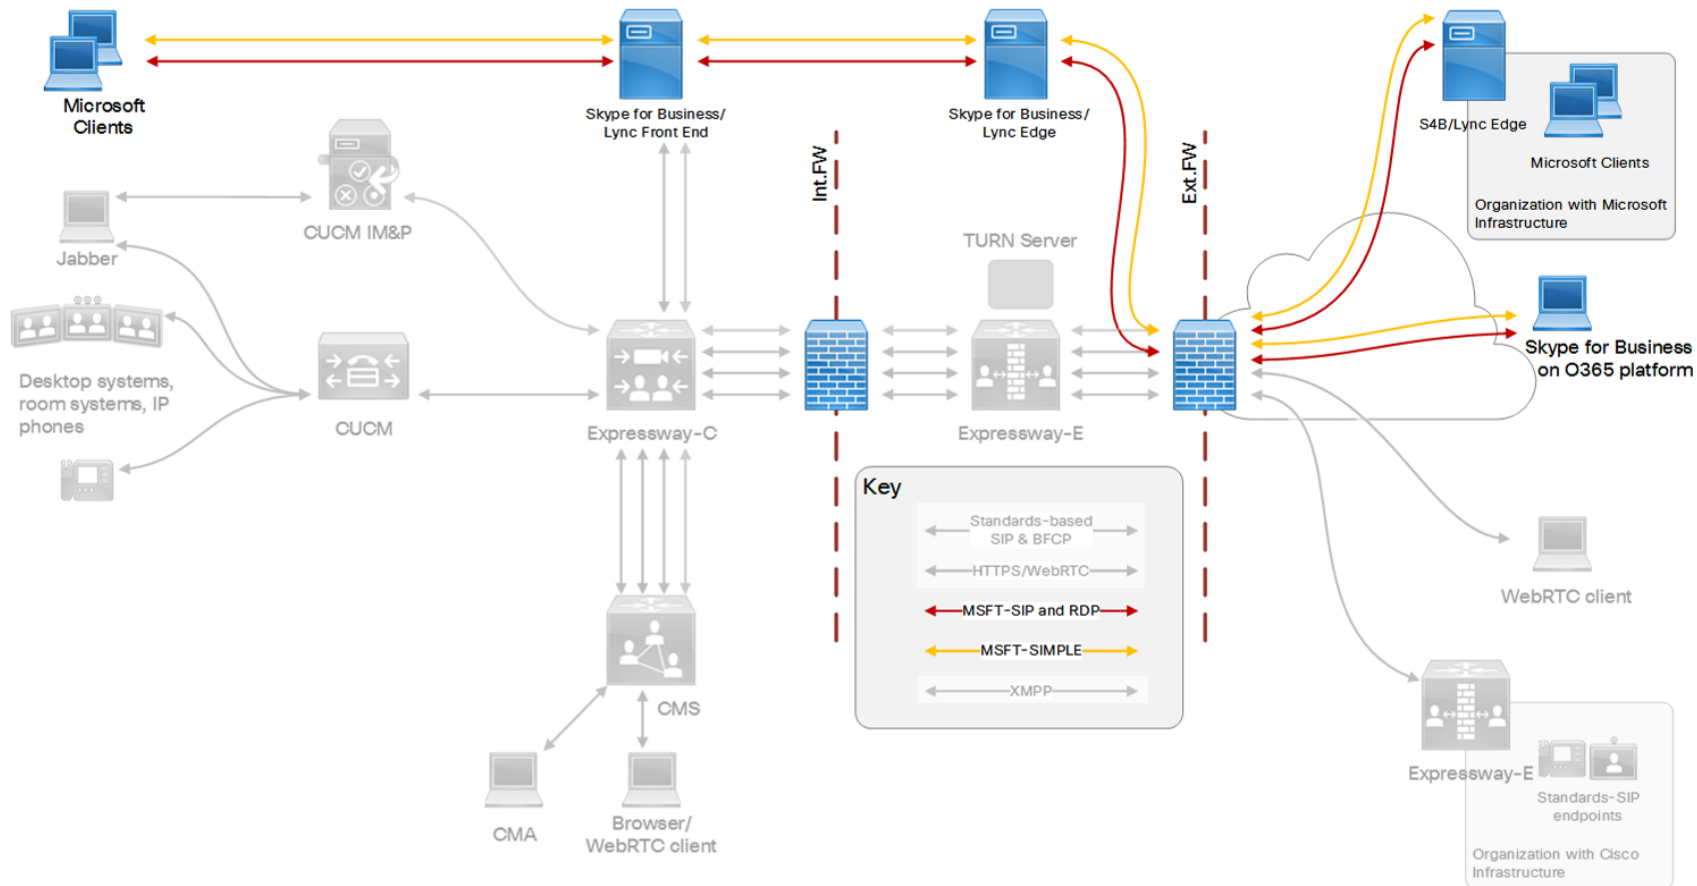 Microsoft
Clients
Skype for Business/
Lync Front End
Skype for Business/
Lync Edge
S4B/Lync Edge
Microsoft Clients
Organization with Microsoft
Infrastructure
Int.FW
Ext.FW
CUCM IM&P
Jabber
TURN Server
Skype for Business
on O365 platform
Desktop systems,
room systems, IP
phones
CUCM
Expressway-C
Expressway-E
Key
Standards-based
SIP & BFCP
HTTPS/WebRTC
MSFT-SIP and RDP
MSFT-SIMPLE
XMPP
WebRTC client
CMS
CMA
Browser/
WebRTC client
Expressway-E
Standards-SIP
endpoints
Organization with Cisco
Infrastructure